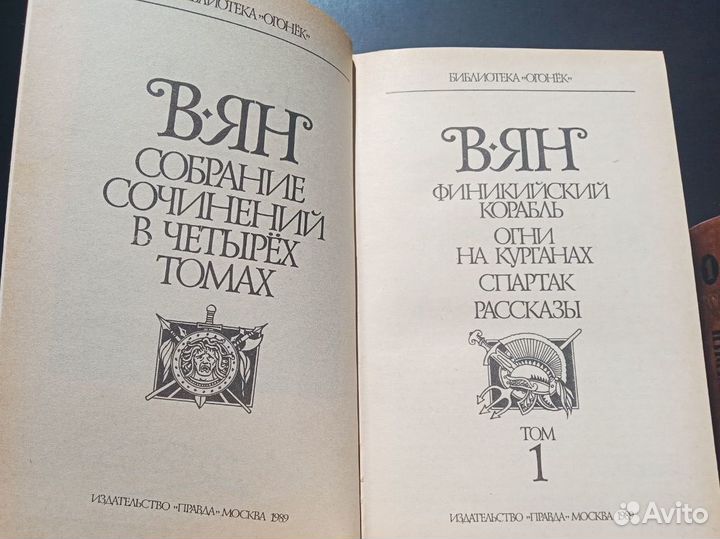 БИБЛИОТЕКА «ОГОНЁК»
В·ЯН
СОБРАНИЕ
СОЧИНЕНИЙ
В ЧЕТЫРЁХ
ТОМАХ
ИЗДАТЕЛЬСТВО «ПРАВДА» МОСКВА 1989
БИБЛИОТЕКА «ОГОНЁК»
В·ЯН
ФИНИКИЙСКИЙ
КОРАБЛЬ
ОГНИ
НА КУРГАНАХ
СПАРТАК
РАССКАЗЫ
ТОМ
1
ИЗДАТЕЛЬСТВО «ПРАВДА» МОСКВА
Avito